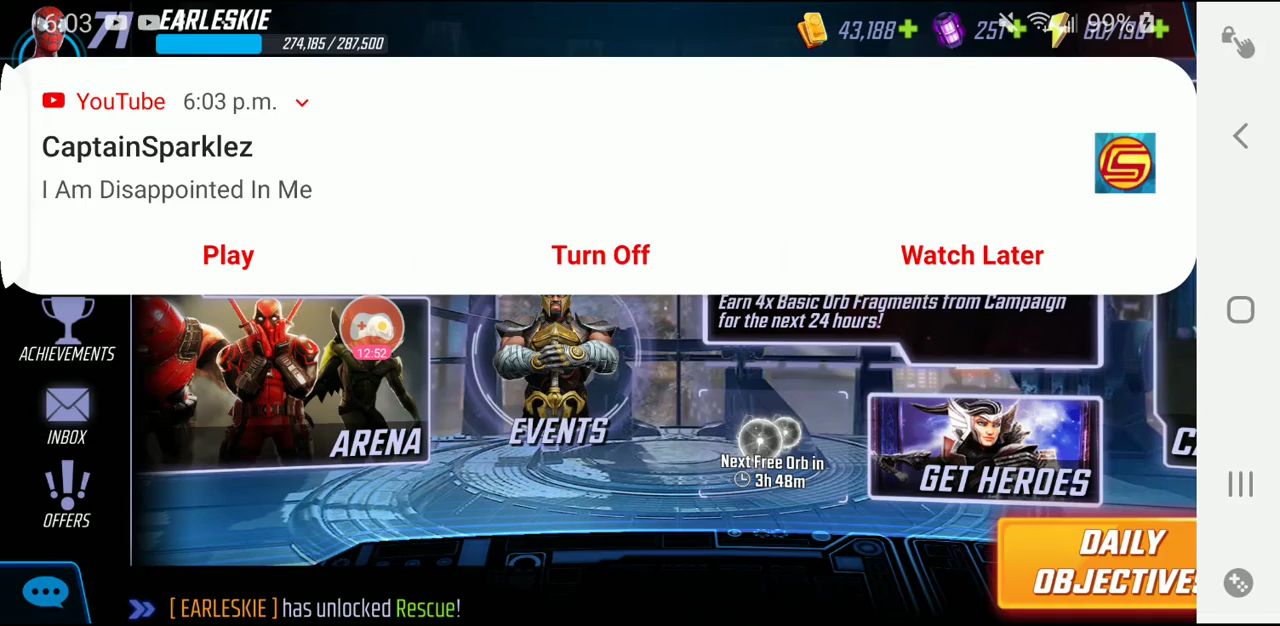 6:03
71
EARLESKIE
274,185 / 287,500
43,188
251
99%
YouTube 6:03 p.m.
CaptainSparklez
I Am Disappointed In Me
Play
Turn Off
Watch Later
ACHIEVEMENTS
INBOX
OFFERS
12:52
ARENA
EVENTS
Earn 4x Basic Orb Fragments from Campaign
for the next 24 hours!
Next Free Orb in
3h 48m
GET HEROES
DAILY
OBJECTIVES
[ EARLESKIE ] has unlocked Rescue!